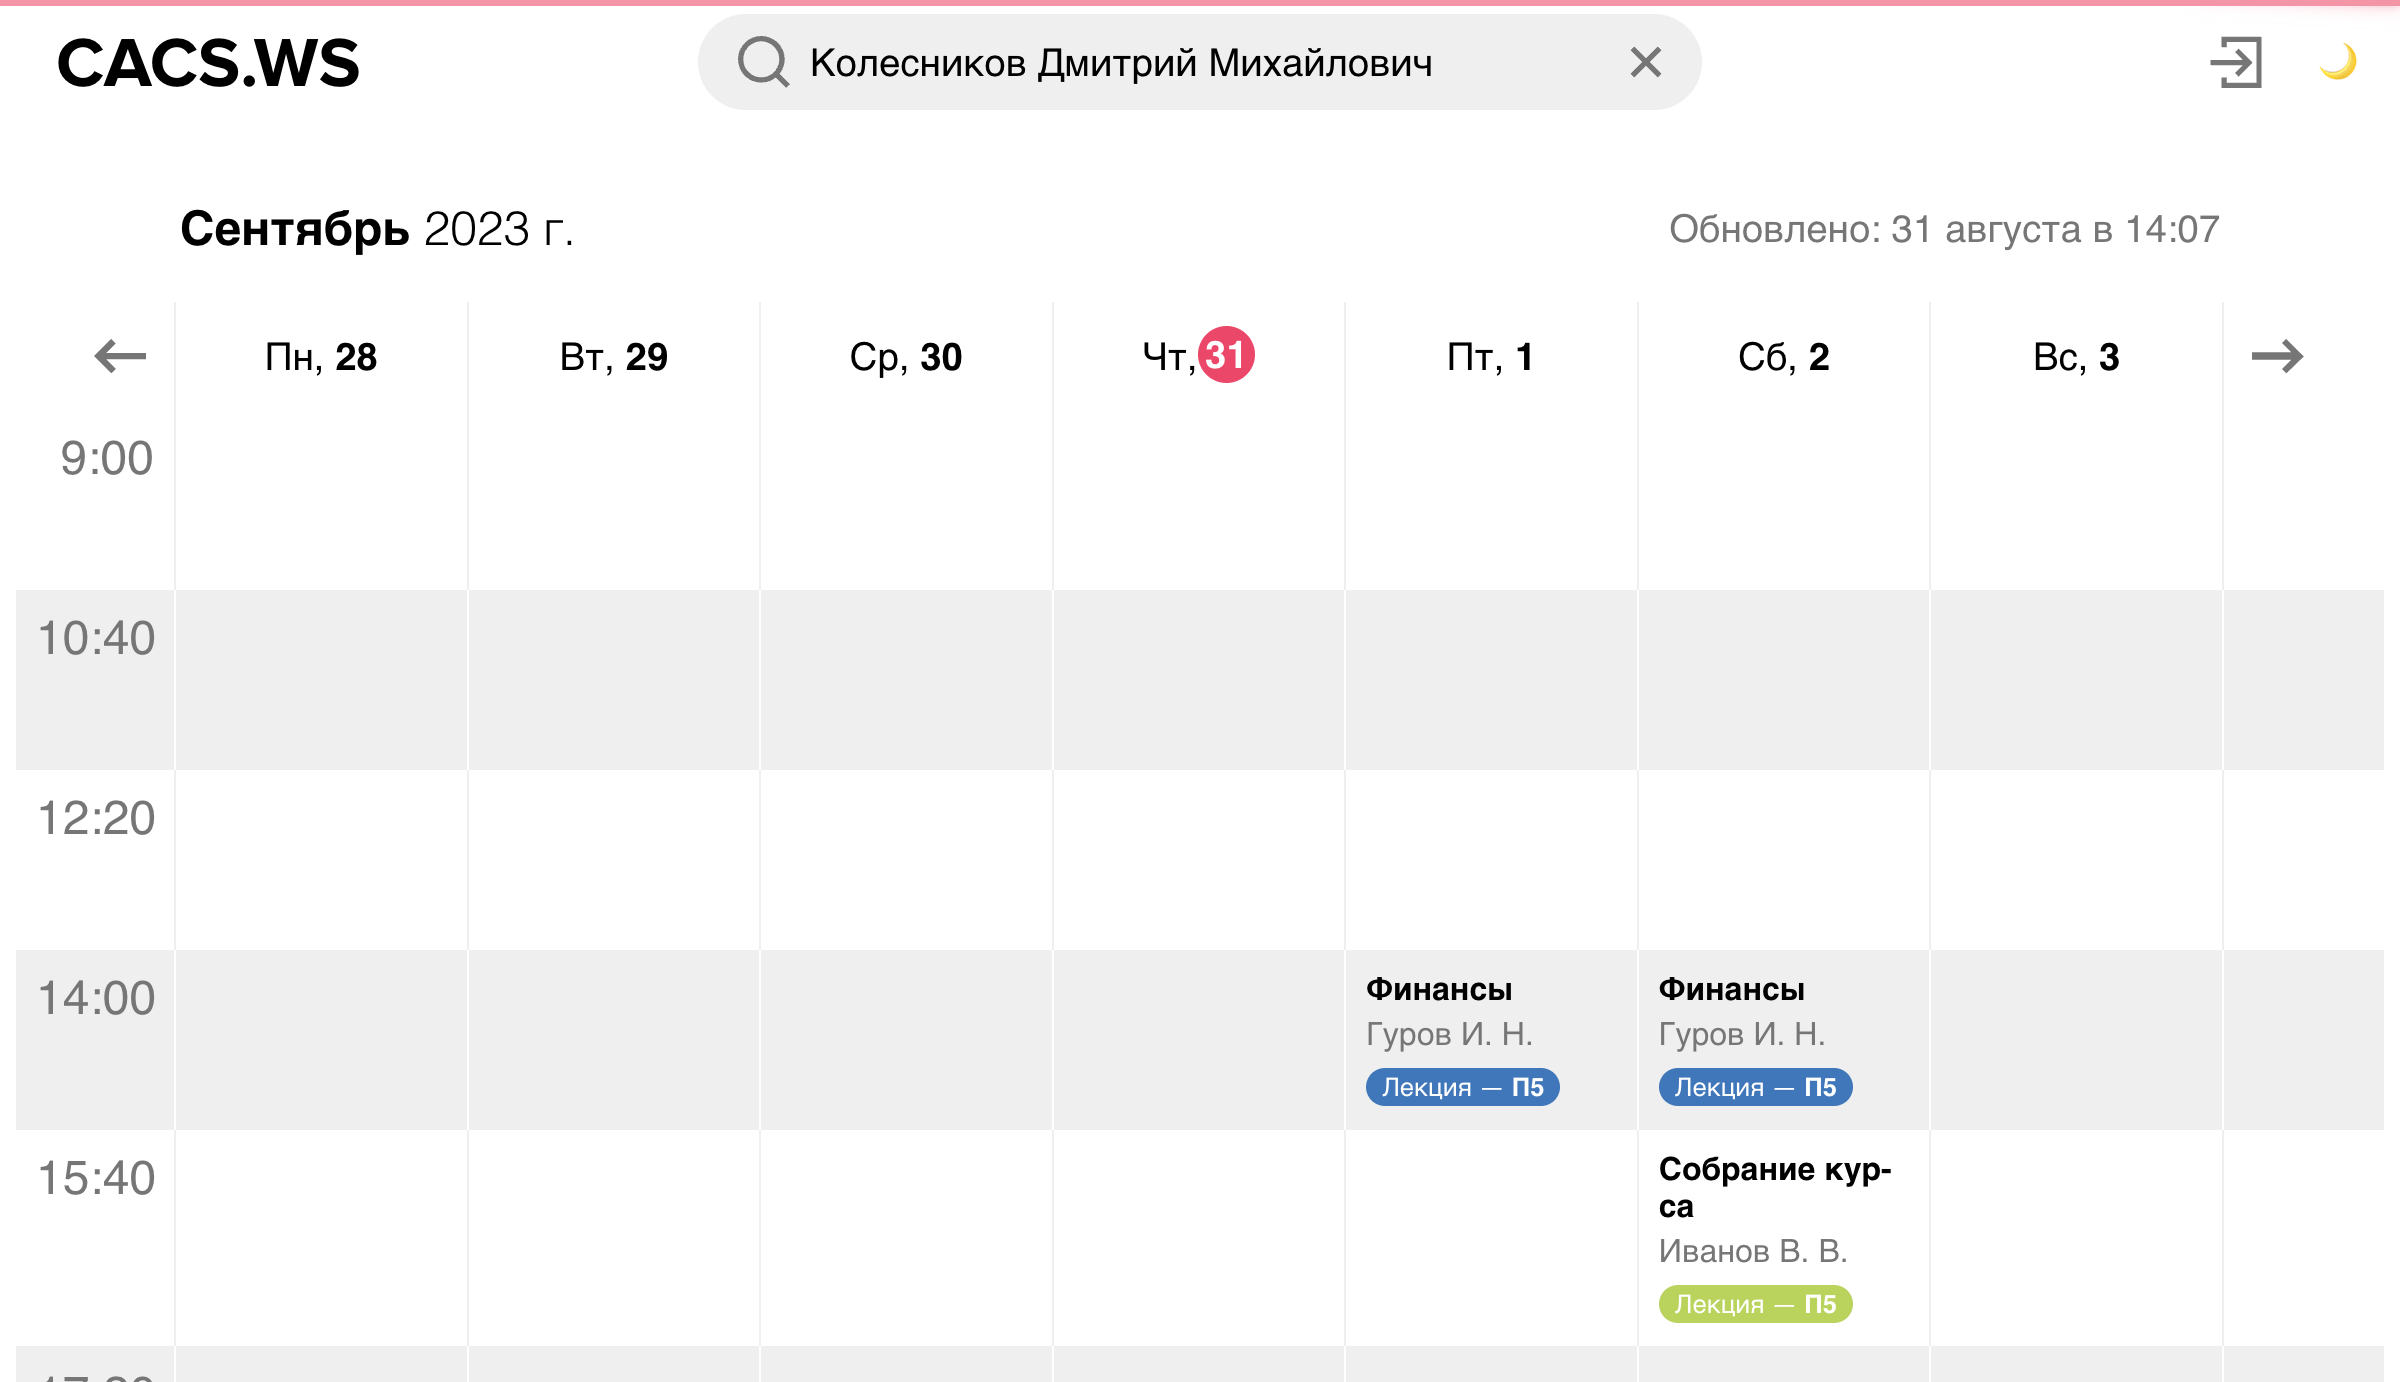 CACS.WS
Колесников Дмитрий Михайлович
Сентябрь 2023 г.
Обновлено: 31 августа в 14:07
Пн, 28
Вт, 29
Ср, 30
Чт, 31
Пт, 1
Сб, 2
Вс, 3
9:00
10:40
12:20
14:00
Финансы
Гуров И. Н.
Лекция — П5
Финансы
Гуров И. Н.
Лекция — П5
15:40
Собрание кур-
са
Иванов В. В.
Лекция — П5